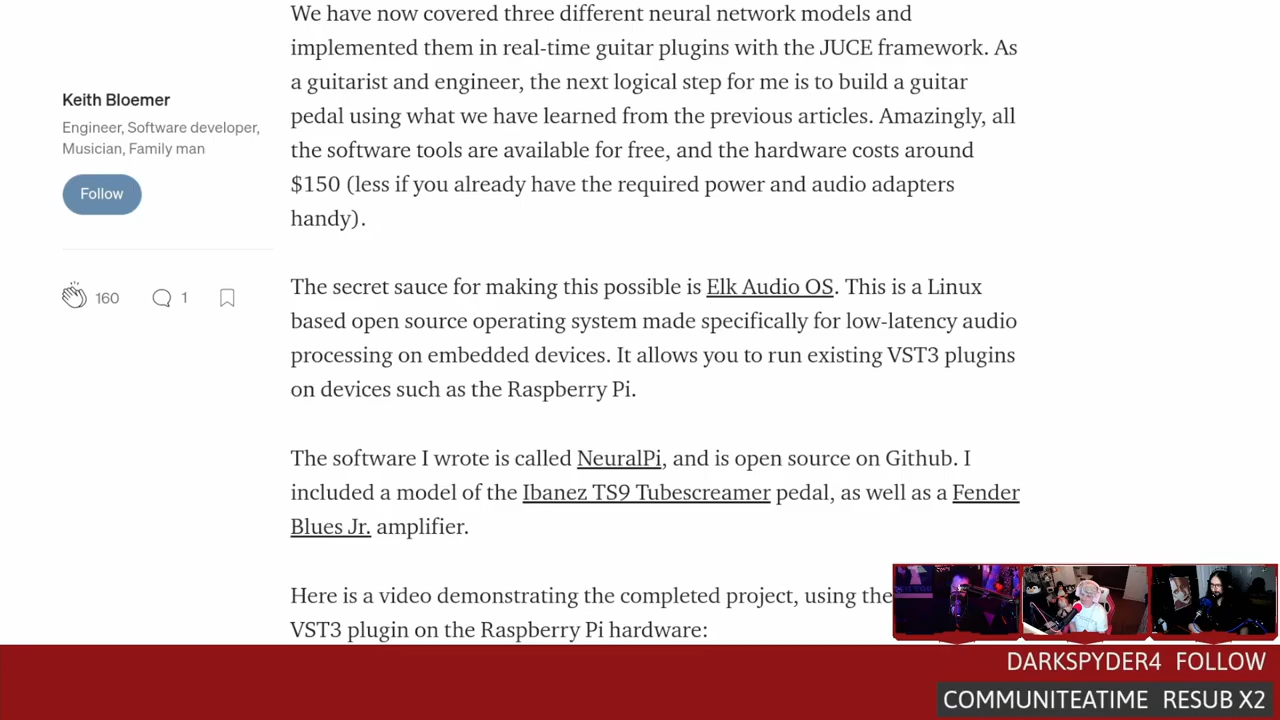 We have now covered three different neural network models and
implemented them in real-time guitar plugins with the JUCE framework. As
a guitarist and engineer, the next logical step for me is to build a guitar
pedal using what we have learned from the previous articles. Amazingly, all
the software tools are available for free, and the hardware costs around
$150 (less if you already have the required power and audio adapters
handy).
Keith Bloemer
Engineer, Software developer,
Musician, Family man
Follow
160
1
The secret sauce for making this possible is Elk Audio OS. This is a Linux
based open source operating system made specifically for low-latency audio
processing on embedded devices. It allows you to run existing VST3 plugins
on devices such as the Raspberry Pi.
The software I wrote is called NeuralPi, and is open source on Github. I
included a model of the Ibanez TS9 Tubescreamer pedal, as well as a Fender
Blues Jr. amplifier.
Here is a video demonstrating the completed project, using the
VST3 plugin on the Raspberry Pi hardware:
DARKSPYDER4 FOLLOW
COMMUNITEATIME RESUB X2